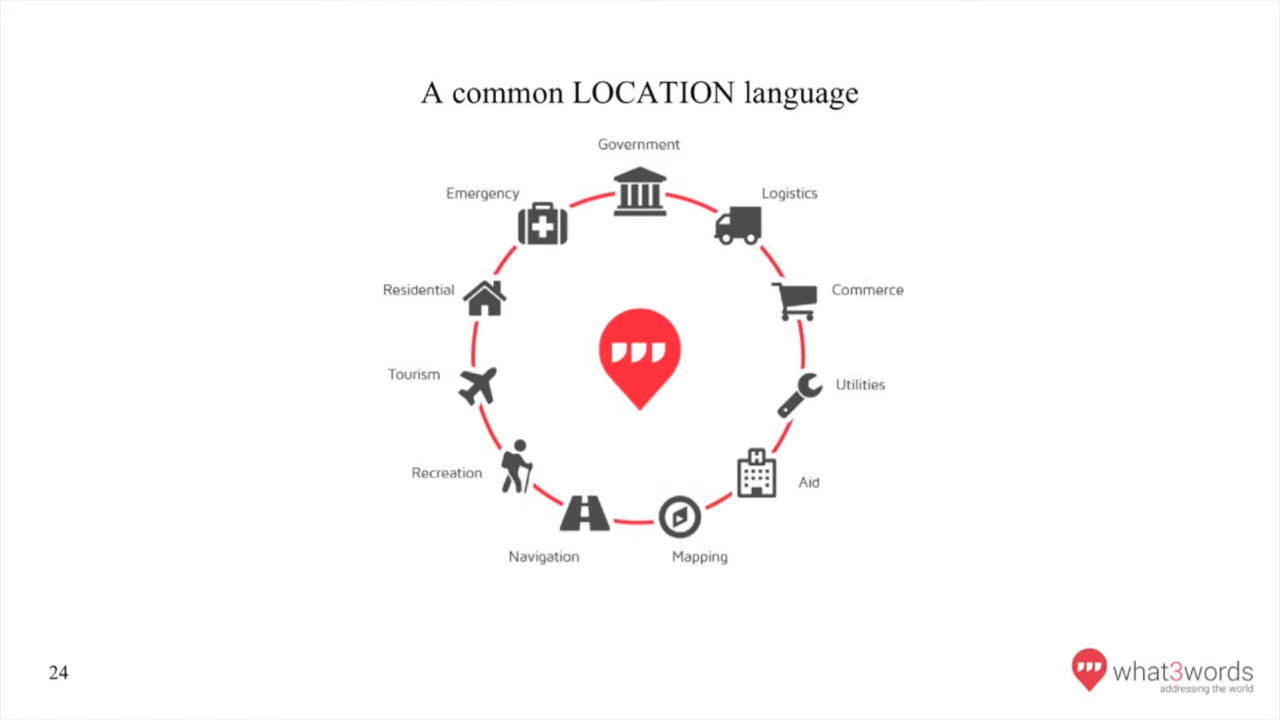 A common LOCATION language
Government
Emergency
Logistics
Residential
Commerce
Tourism
Utilities
Recreation
Aid
H
Navigation
Mapping
24
what3words
addressing the world